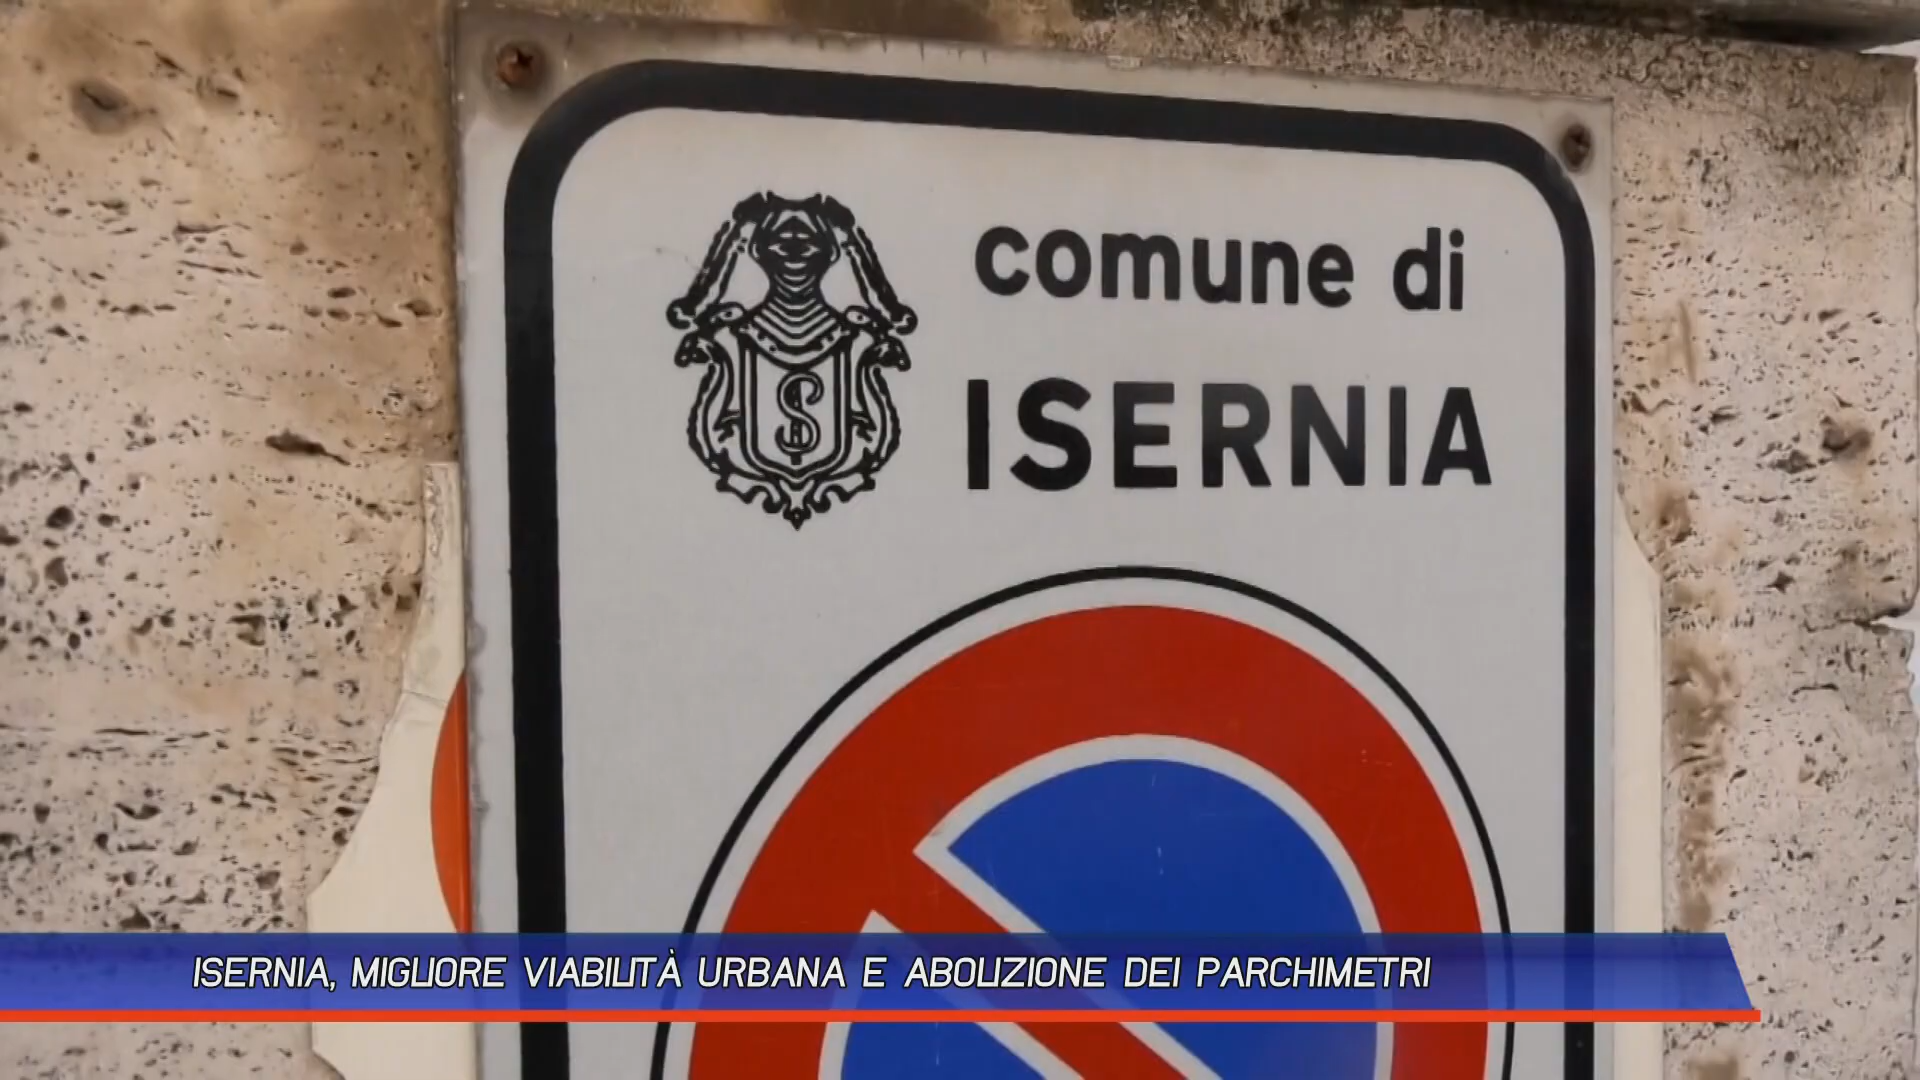 comune di
ISERNIA
ISERNIA, MIGLIORE VIABILITÀ URBANA E ABOLIZIONE DEI PARCHIMETRI